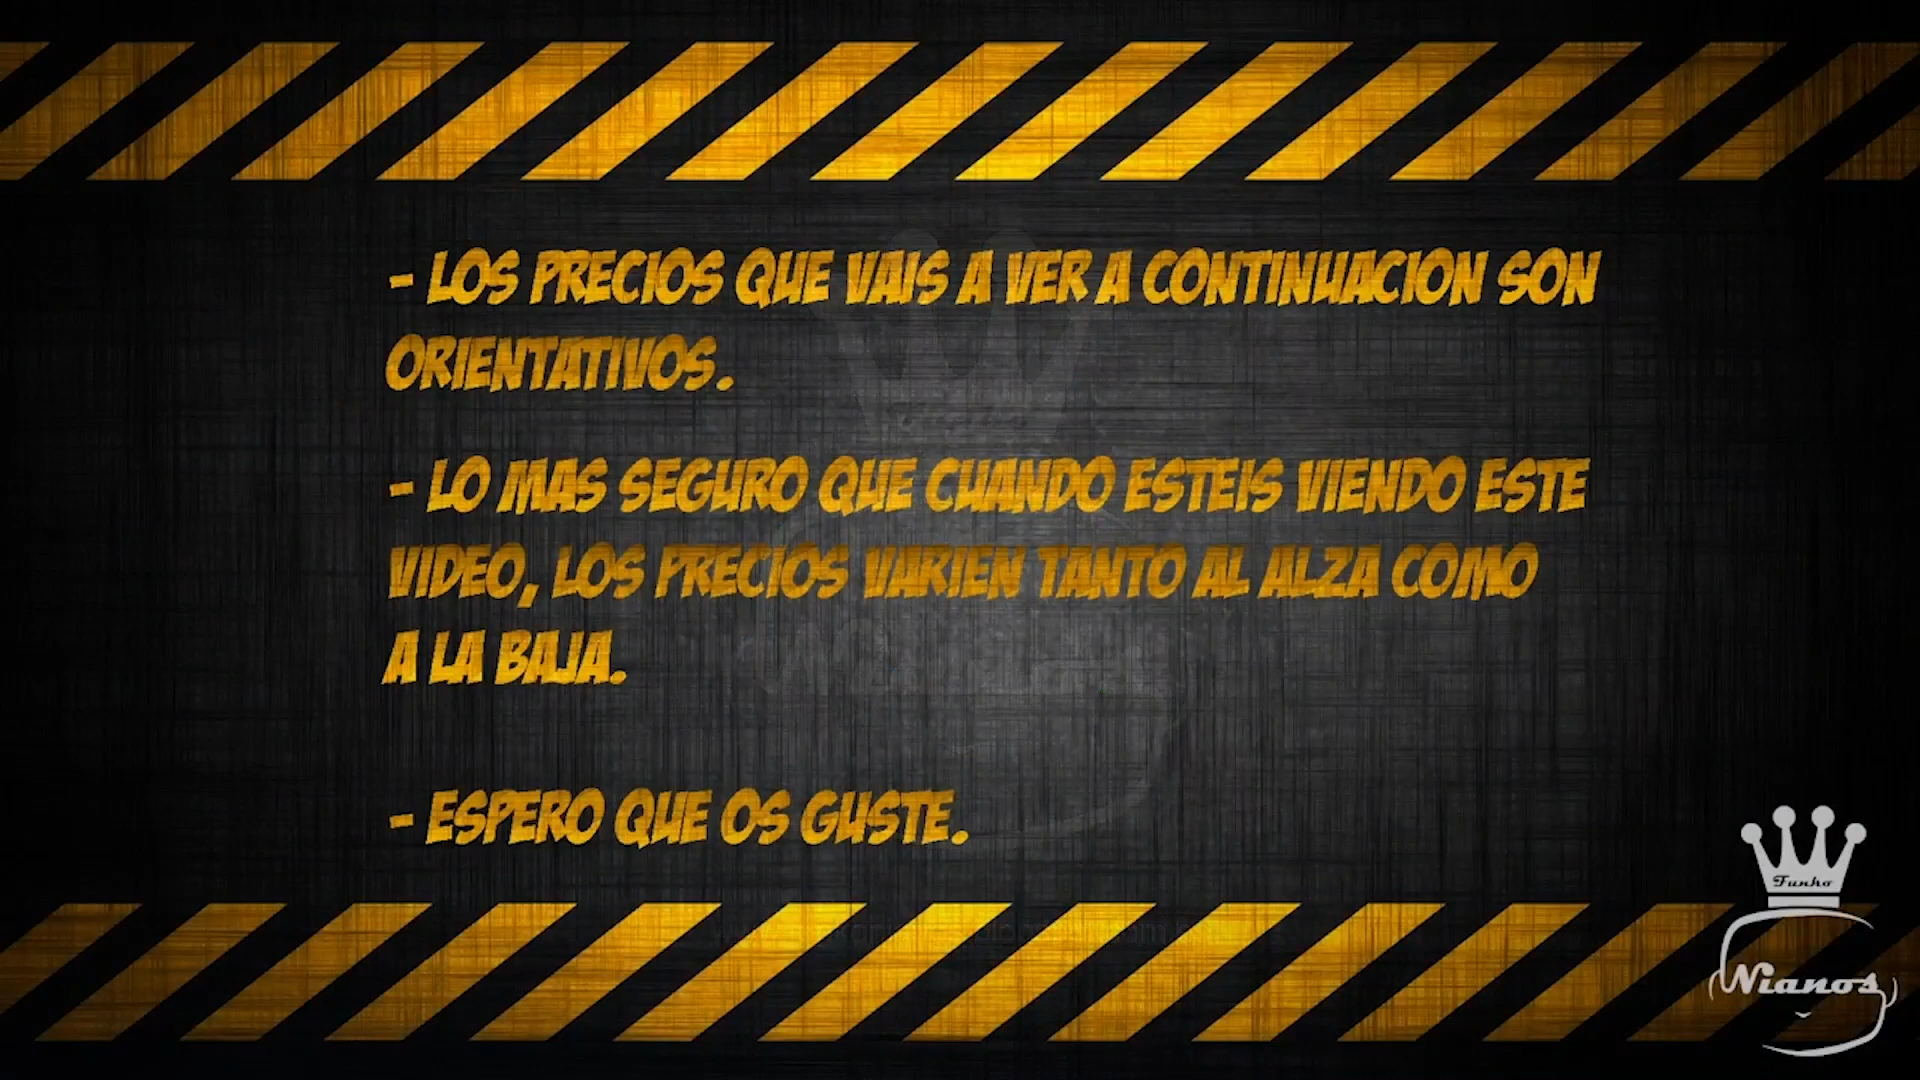 - LOS PRECIOS QUE VAIS A VER A CONTINUACION SON
ORIENTATIVOS.
- LO MAS SEGURO QUE CUANDO ESTEIS VIENDO ESTE
VIDEO, LOS PRECIOS VARIEN TANTO AL ALZA COMO
A LA BAJA.
- ESPERO QUE OS GUSTE.
Funko
Nianos